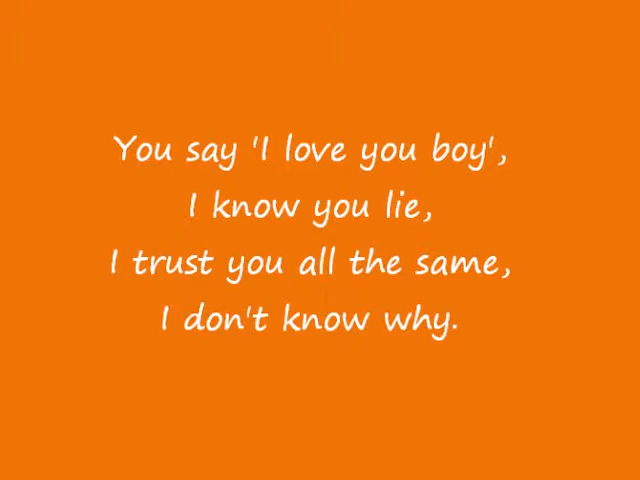 You say 'I love you boy',
I know you lie,
I trust you all the same,
I don't know why.